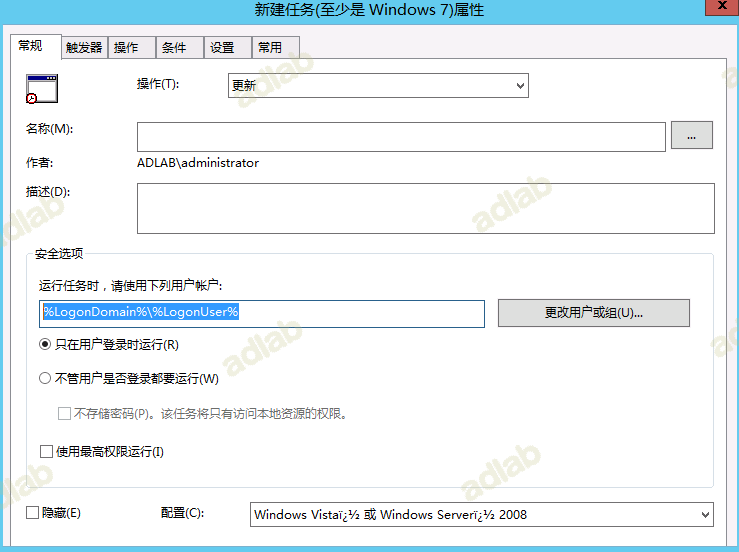 新建任务(至少是 Windows 7)属性
x
常规 触发器 操作 条件 设置 常用
操作(T): 更新
名称(M):
...
作者: ADLAB\administrator
描述(D):
安全选项
运行任务时，请使用下列用户帐户:
%LogonDomain%\%LogonUser% 更改用户或组(U)...
只在用户登录时运行(R)
不管用户是否登录都要运行(W)
不存储密码(P)。该任务将只有访问本地资源的权限。
使用最高权限运行(I)
隐藏(E) 配置(C): Windows Vistaï¿½ 或 Windows Serverï¿½ 2008
adlab
adlab
adlab
adlab
adlab
adlab